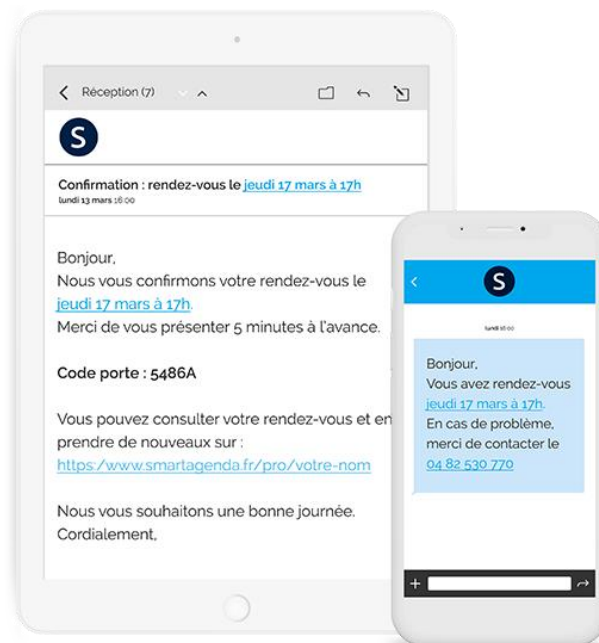 Réception (7)
S
Confirmation : rendez-vous le jeudi 17 mars à 17h
lundi 13 mars 16:00
Bonjour,
Nous vous confirmons votre rendez-vous le
jeudi 17 mars à 17h.
Merci de vous présenter 5 minutes à l'avance.
Code porte : 5486A
Vous pouvez consulter votre rendez-vous et en
prendre de nouveaux sur :
https:/www.smartagenda.fr/pro/votre-nom
Nous vous souhaitons une bonne journée.
Cordialement,
S
lundi 16:00
Bonjour,
Vous avez rendez-vous
jeudi 17 mars à 17h.
En cas de problème,
merci de contacter le
04 82 530 770